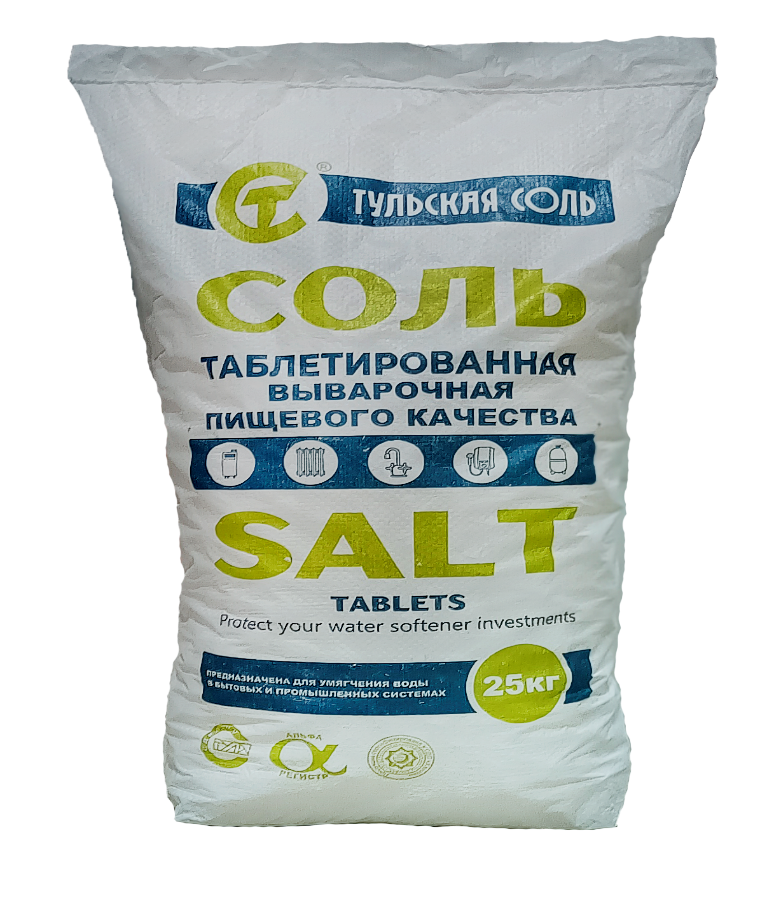 ®
ТУЛЬСКАЯ СОЛЬ
СОЛЬ
ТАБЛЕТИРОВАННАЯ
ВЫВАРОЧНАЯ
ПИЩЕВОГО КАЧЕСТВА
SALT
TABLETS
Protect your water softener investments
ПРЕДНАЗНАЧЕНА ДЛЯ УМЯГЧЕНИЯ ВОДЫ
В БЫТОВЫХ И ПРОМЫШЛЕННЫХ СИСТЕМАХ
25кг
АЛЬФА
РЕГИСТР